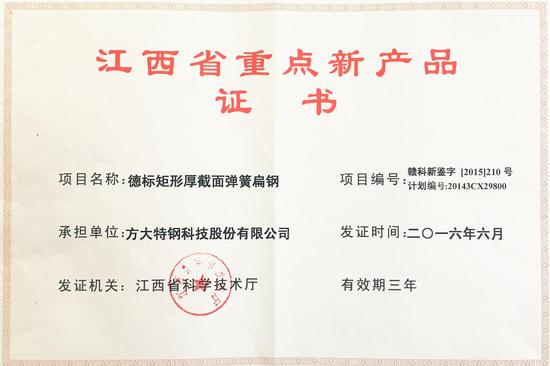 江西省重点新产品
证书
项目名称：德标矩形厚截面弹簧扁钢
项目编号：赣科新鉴字 [2015]210 号
计划编号:20143CX29800
承担单位：方大特钢科技股份有限公司
发证时间：二〇一六年六月
发证机关：江西省科学技术厅
有效期三年